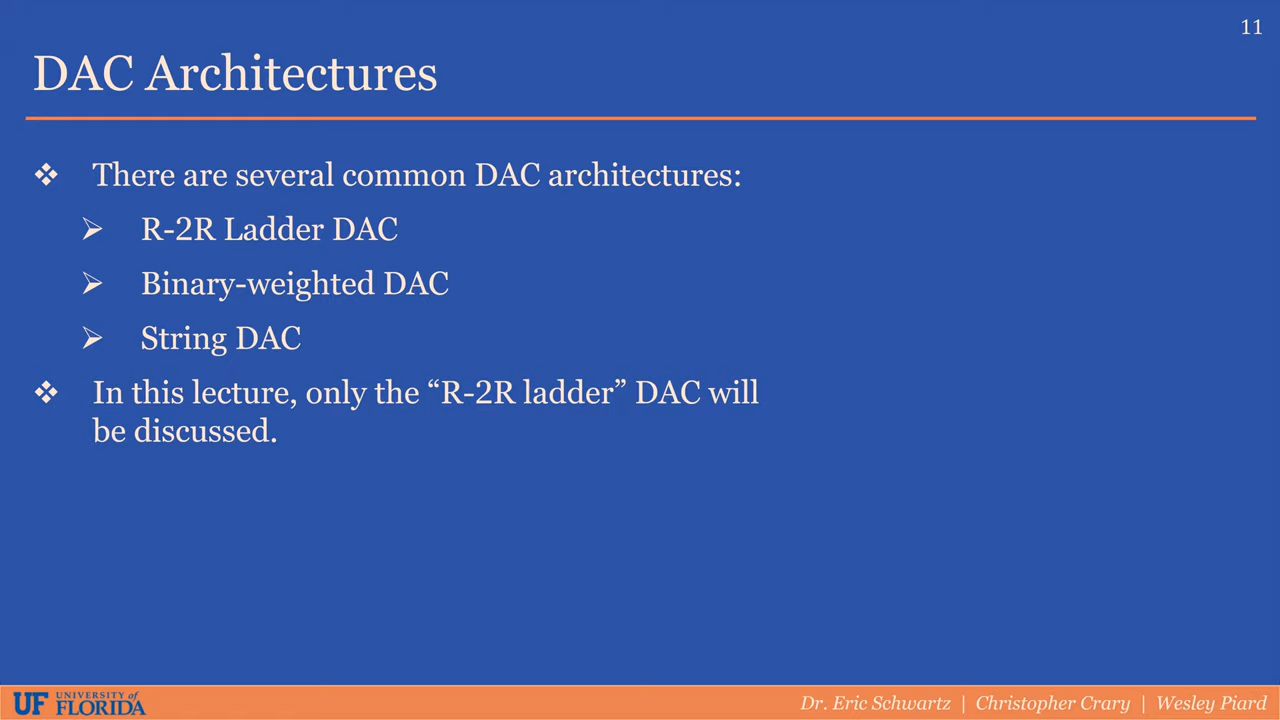 11
DAC Architectures
❖ There are several common DAC architectures:
➢ R-2R Ladder DAC
➢ Binary-weighted DAC
➢ String DAC
❖ In this lecture, only the “R-2R ladder” DAC will
be discussed.
UF UNIVERSITY of
FLORIDA
Dr. Eric Schwartz | Christopher Crary | Wesley Piard